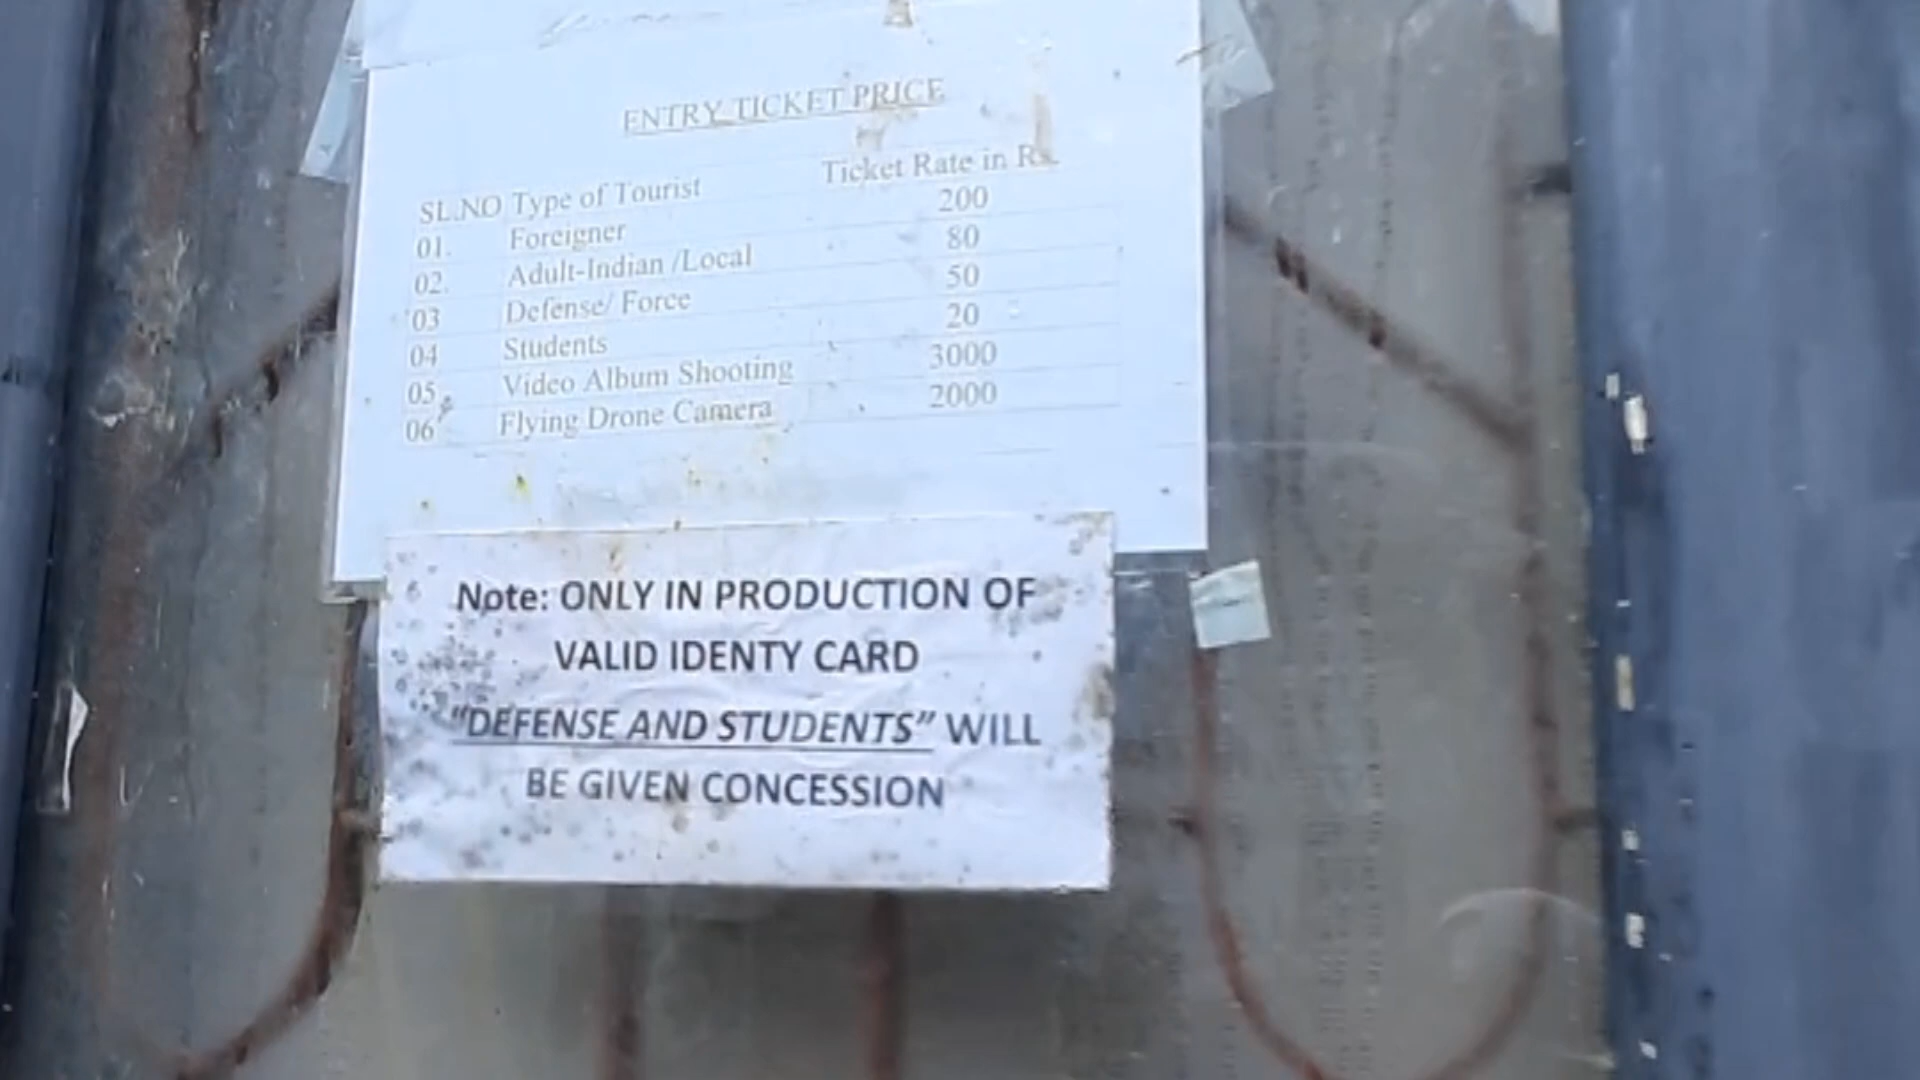 ENTRY TICKET PRICE
SL.NO Type of Tourist Ticket Rate in Rs.
01. Foreigner 200
02. Adult-Indian /Local 80
03 Defense/ Force 50
04 Students 20
05. Video Album Shooting 3000
06 Flying Drone Camera 2000
Note: ONLY IN PRODUCTION OF
VALID IDENTY CARD
"DEFENSE AND STUDENTS" WILL
BE GIVEN CONCESSION